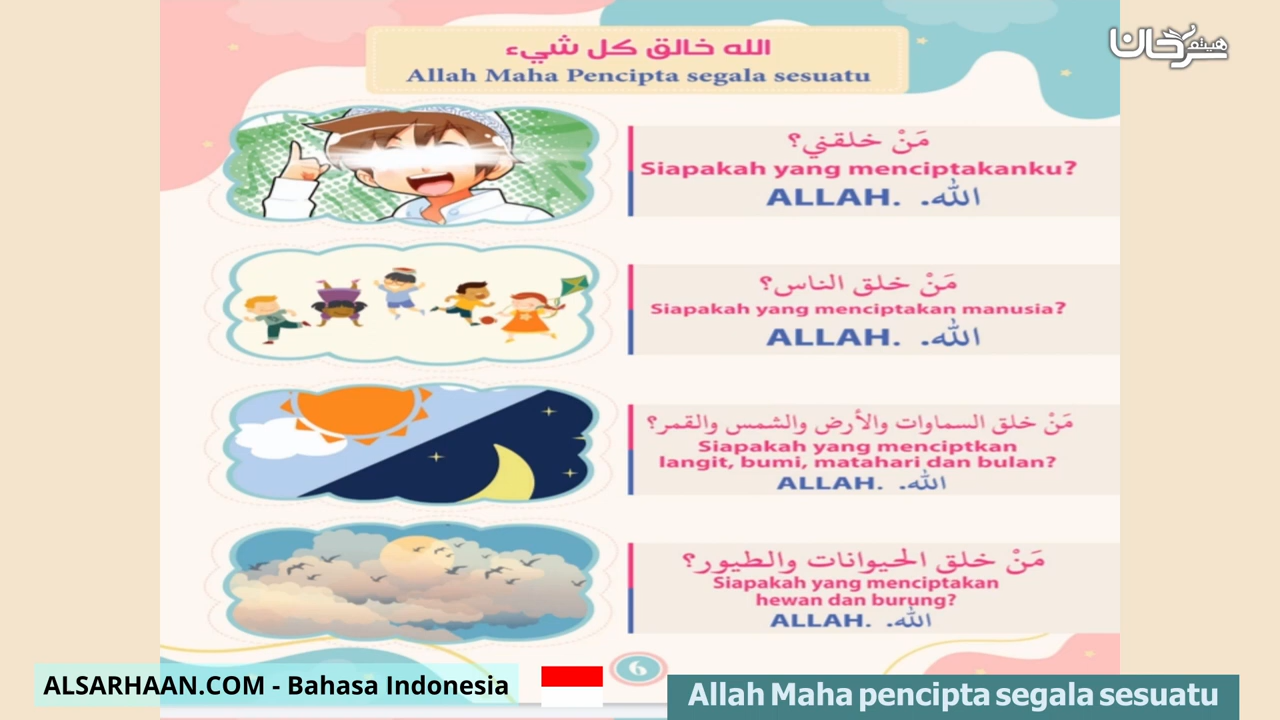 الله خالق كل شيء
Allah Maha Pencipta segala sesuatu
هيثم
سرحان
مَنْ خلقني؟
Siapakah yang menciptakanku?
ALLAH. الله.
مَنْ خلق الناس؟
Siapakah yang menciptakan manusia?
ALLAH. الله.
مَنْ خلق السماوات والأرض والشمس والقمر؟
Siapakah yang menciptkan
langit, bumi, matahari dan bulan?
ALLAH. الله.
مَنْ خلق الحيوانات والطيور؟
Siapakah yang menciptakan
hewan dan burung?
ALLAH. الله.
6
ALSARHAAN.COM - Bahasa Indonesia
Allah Maha pencipta segala sesuatu